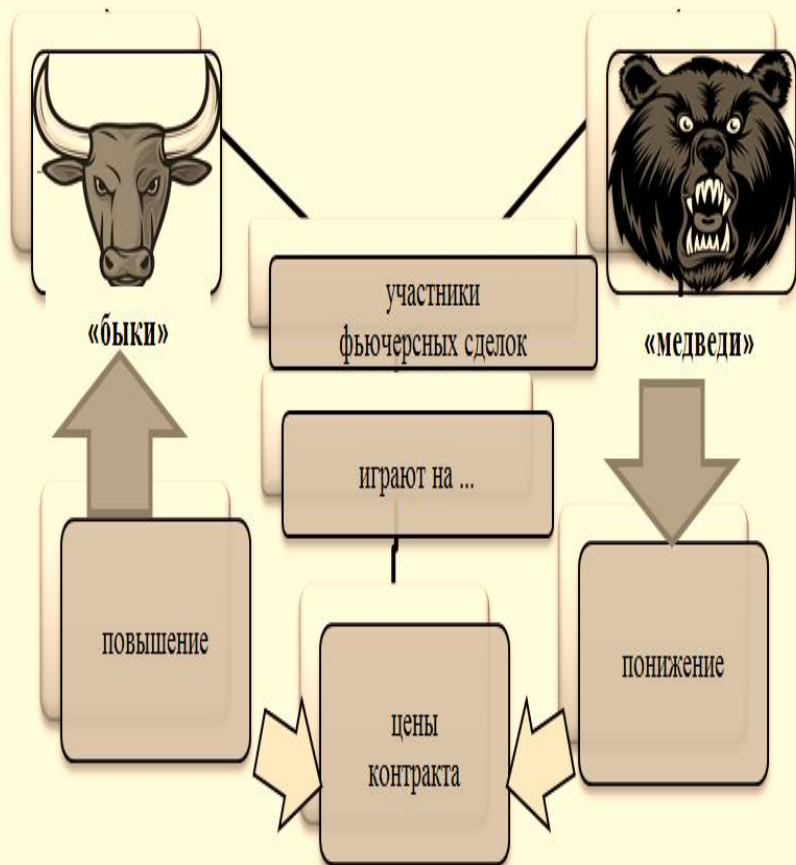 участники
фьючерсных сделок
«быки»
«медведи»
играют на ...
повышение
понижение
цены
контракта